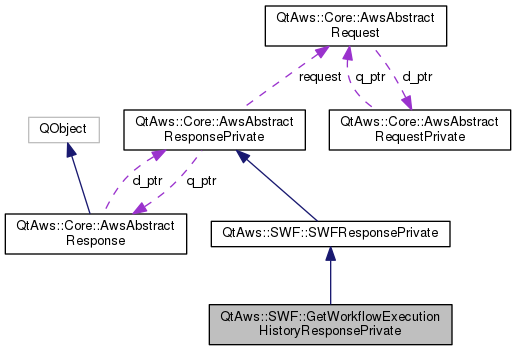 QtAws::Core::AwsAbstract
Request
request
q_ptr
d_ptr
QObject
QtAws::Core::AwsAbstract
ResponsePrivate
QtAws::Core::AwsAbstract
RequestPrivate
d_ptr
q_ptr
QtAws::Core::AwsAbstract
Response
QtAws::SWF::SWFResponsePrivate
QtAws::SWF::GetWorkflowExecution
HistoryResponsePrivate